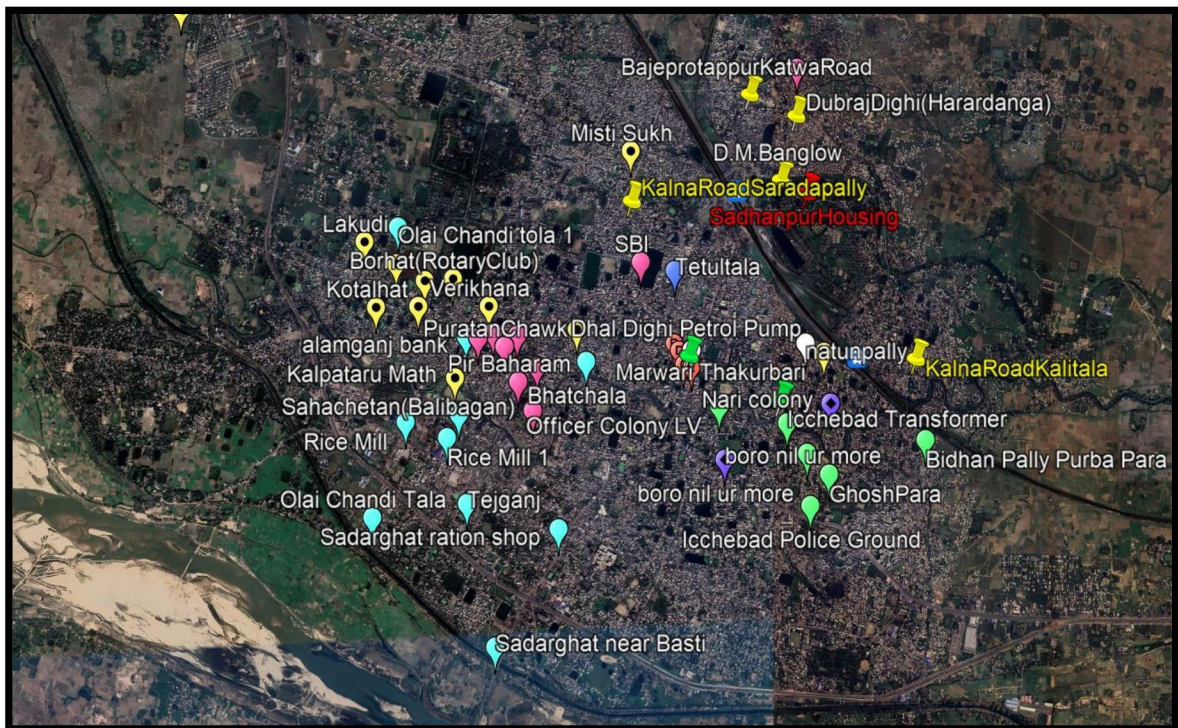 BajeprotappurKatwaRoad
DubrajDighi(Harardanga)
Misti Sukh
D.M.Banglow
KalnaRoadSaradapally
SadhanpurHousing
Lakudi
Olai Chandi tola 1
SBI
Borhat(RotaryClub)
Tetultala
Kotalhat
Verikhana
PuratanChawk
Dhal Dighi Petrol Pump
alamganj bank
natunpally
Pir Baharam
KalnaRoadKalitala
Kalpataru Math
Marwari Thakurbari
Bhatchala
Nari colony
Sahachetan(Balibagan)
Icchebad Transformer
Officer Colony LV
Rice Mill
Rice Mill 1
boro nil ur more
Bidhan Pally Purba Para
boro nil ur more
GhoshPara
Olai Chandi Tala
Tejganj
Sadarghat ration shop
Icchebad Police Ground
Sadarghat near Basti